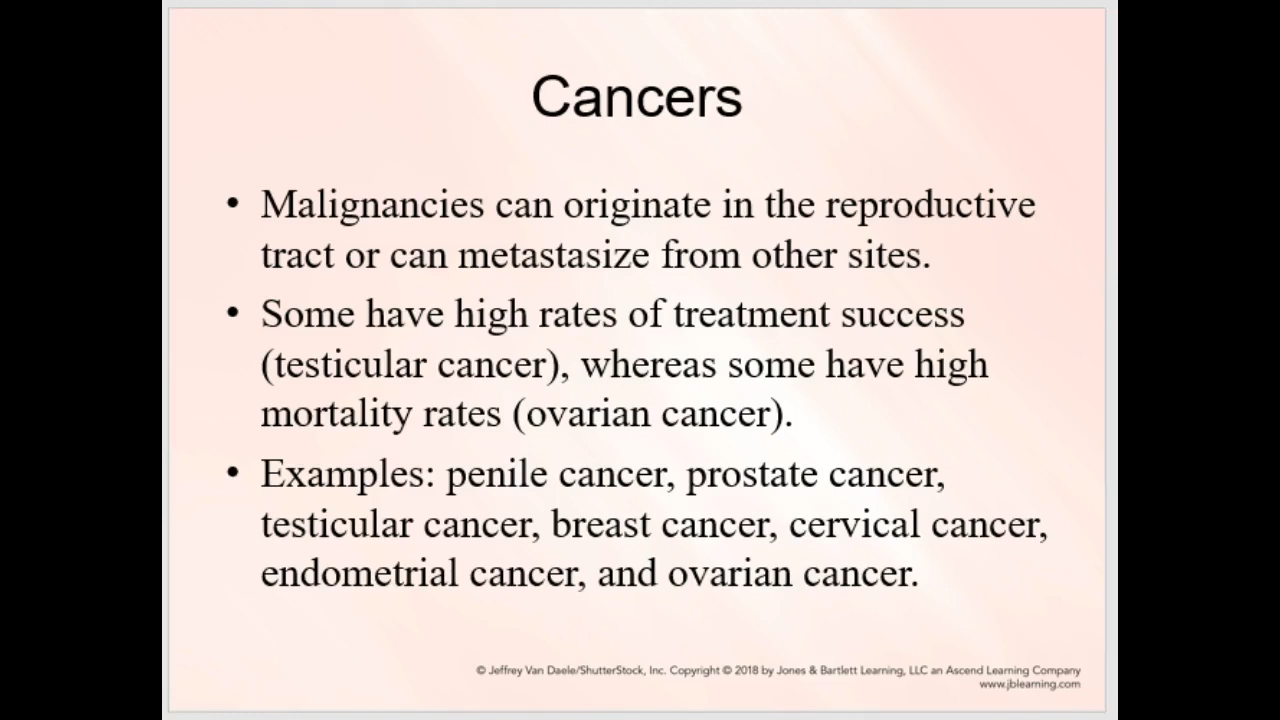 Cancers
• Malignancies can originate in the reproductive
tract or can metastasize from other sites.
• Some have high rates of treatment success
(testicular cancer), whereas some have high
mortality rates (ovarian cancer).
• Examples: penile cancer, prostate cancer,
testicular cancer, breast cancer, cervical cancer,
endometrial cancer, and ovarian cancer.
© Jeffrey Van Daele/ShutterStock, Inc. Copyright © 2018 by Jones & Bartlett Learning, LLC an Ascend Learning Company
www.jblearning.com